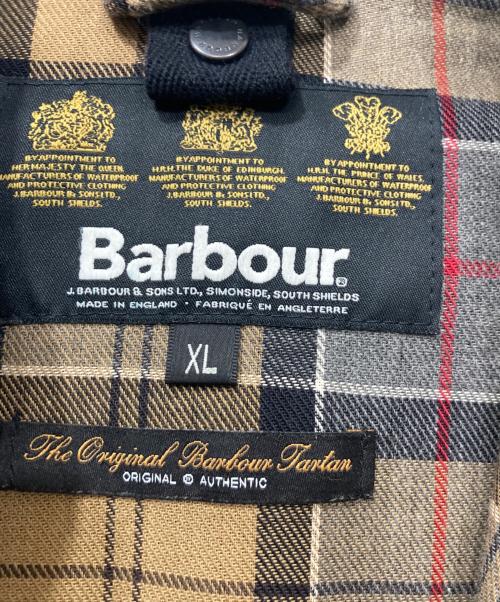 BY APPOINTMENT TO
HER MAJESTY THE QUEEN
MANUFACTURERS OF WATERPROOF
AND PROTECTIVE CLOTHING
J. BARBOUR & SONS LTD.,
SOUTH SHIELDS.
BY APPOINTMENT TO
H.R.H. THE DUKE OF EDINBURGH,
MANUFACTURERS OF WATERPROOF
AND PROTECTIVE CLOTHING
J. BARBOUR & SONS LTD.,
SOUTH SHIELDS.
BY APPOINTMENT TO
H.R.H. THE PRINCE OF WALES,
MANUFACTURERS OF WATERPROOF
AND PROTECTIVE CLOTHING
J. BARBOUR & SONS LTD.,
SOUTH SHIELDS.
Barbour®
J. BARBOUR & SONS LTD., SIMONSIDE, SOUTH SHIELDS
MADE IN ENGLAND • FABRIQUÉ EN ANGLETERRE
XL
The Original Barbour Tartan
ORIGINAL ® AUTHENTIC